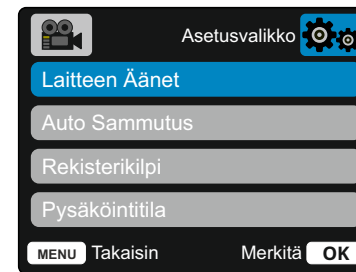 Asetusvalikko
Laitteen Äänet
Auto Sammutus
Rekisterikilpi
Pysäköintitila
MENU Takaisin Merkitä OK